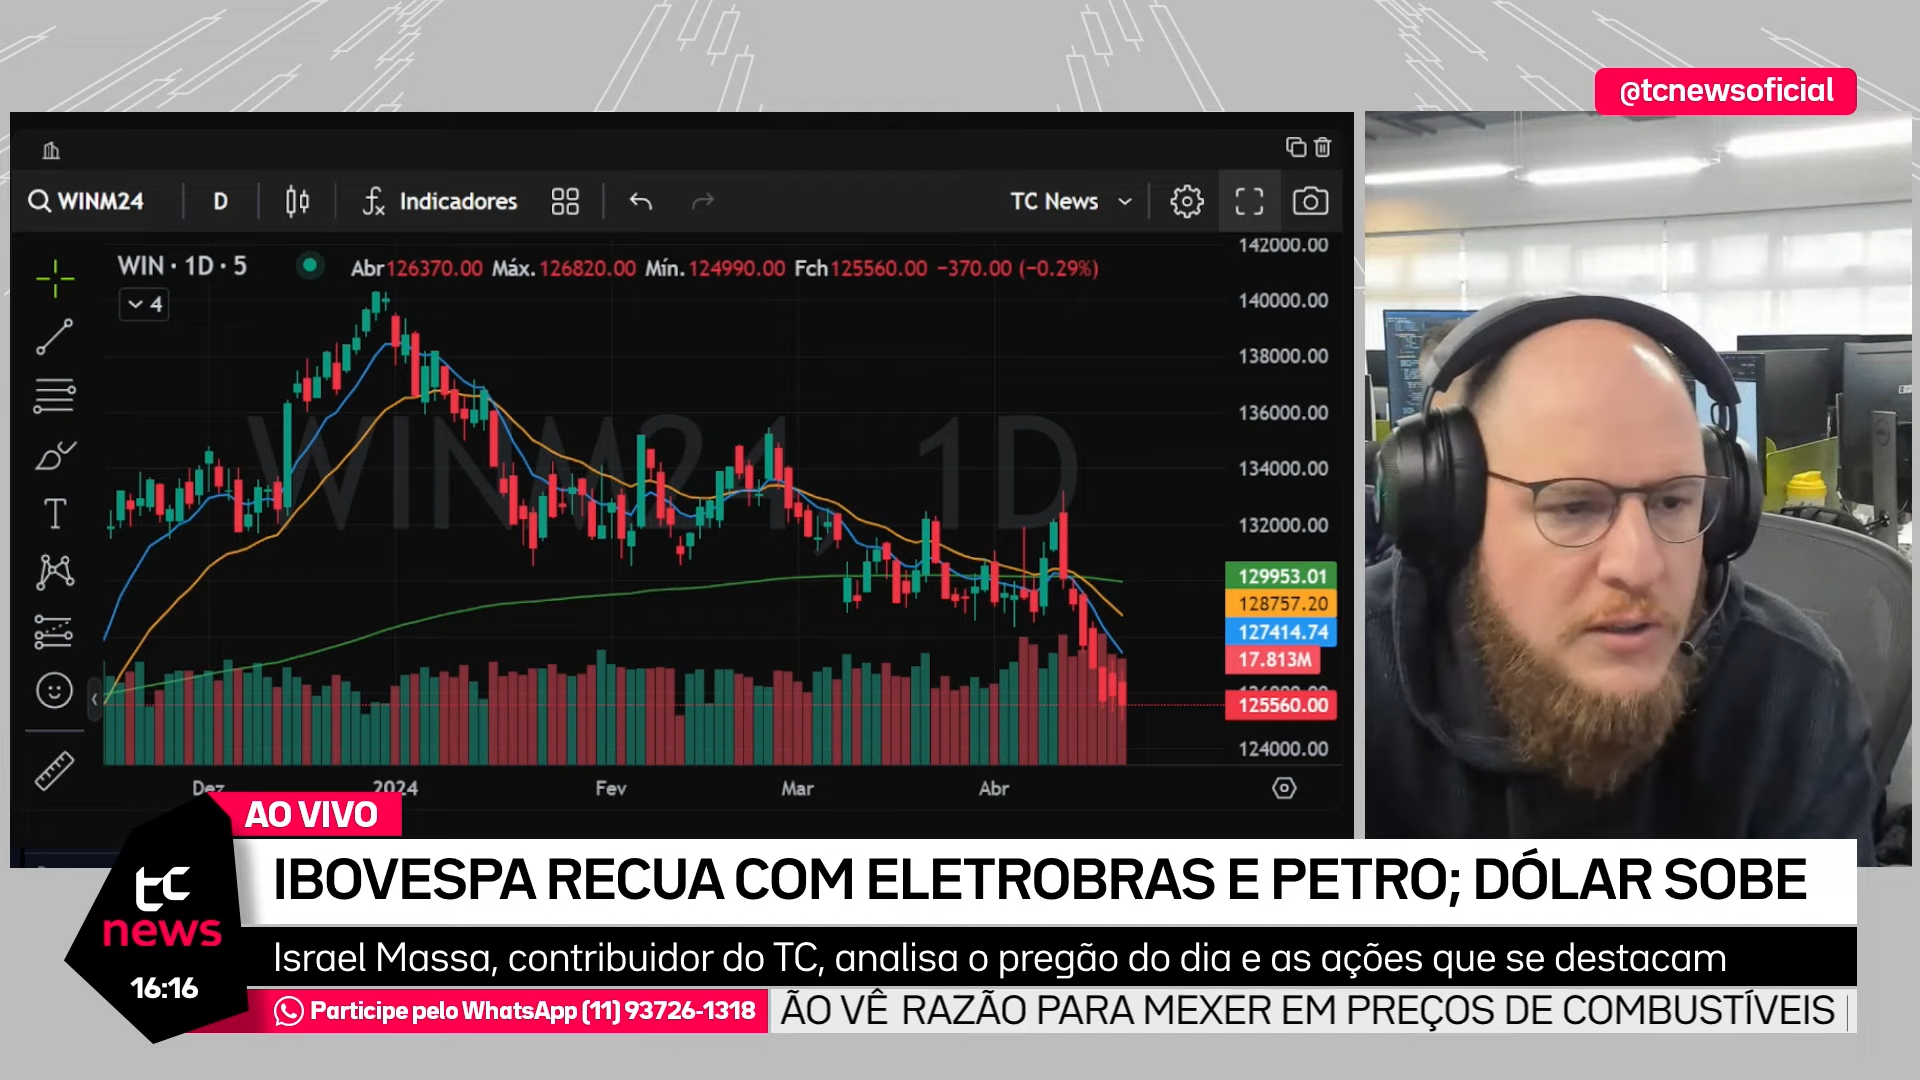 @tcnewsoficial
WINM24 D Indicadores TC News
WIN · 1D · 5 Abr126370.00 Máx.126820.00 Mín.124990.00 Fch125560.00 −370.00 (−0.29%)
4
WINM24, 1D
142000.00
140000.00
138000.00
136000.00
134000.00
132000.00
129953.01
128757.20
127414.74
17.813M
125560.00
124000.00
Dez 2024 Fev Mar Abr
AO VIVO
IBOVESPA RECUA COM ELETROBRAS E PETRO; DÓLAR SOBE
tc
news
16:16
Israel Massa, contribuidor do TC, analisa o pregão do dia e as ações que se destacam
Participe pelo WhatsApp (11) 93726-1318
ÃO VÊ RAZÃO PARA MEXER EM PREÇOS DE COMBUSTÍVEIS